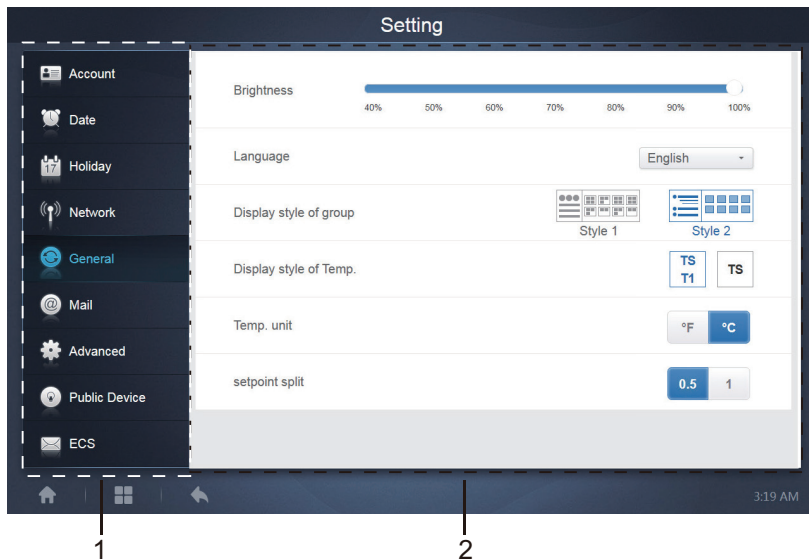 Setting
Account
Date
17
Holiday
Network
General
@
Mail
Advanced
Public Device
ECS
Brightness
40% 50% 60% 70% 80% 90% 100%
Language English
Display style of group
Style 1 Style 2
Display style of Temp.
TS
T1
TS
Temp. unit °F °C
setpoint split 0.5 1
3:19 AM
1 2